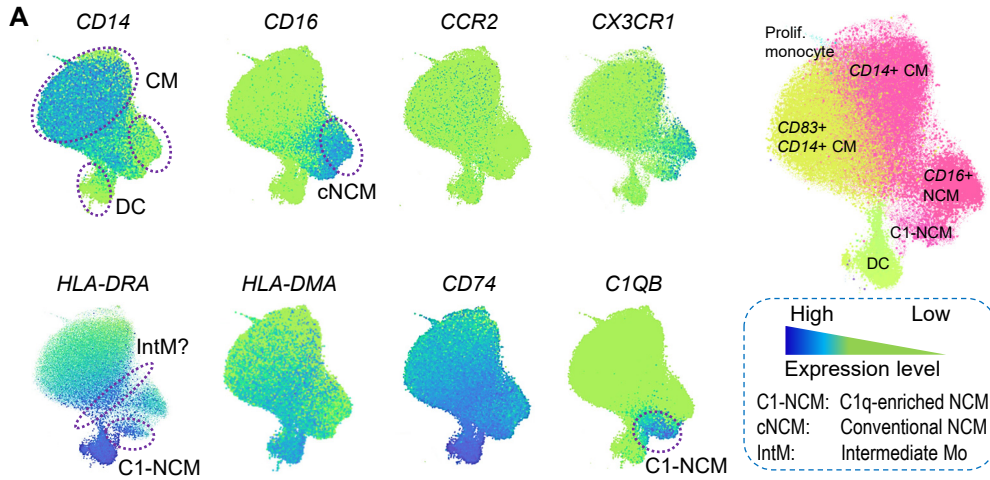 A
CD14
CD16
CCR2
CX3CR1
CM
DC
cNCM
Prolif.
monocyte
CD14+ CM
CD83+
CD14+ CM
CD16+
NCM
C1-NCM
DC
HLA-DRA
HLA-DMA
CD74
C1QB
IntM?
C1-NCM
C1-NCM
High Low
Expression level
C1-NCM: C1q-enriched NCM
cNCM: Conventional NCM
IntM: Intermediate Mo